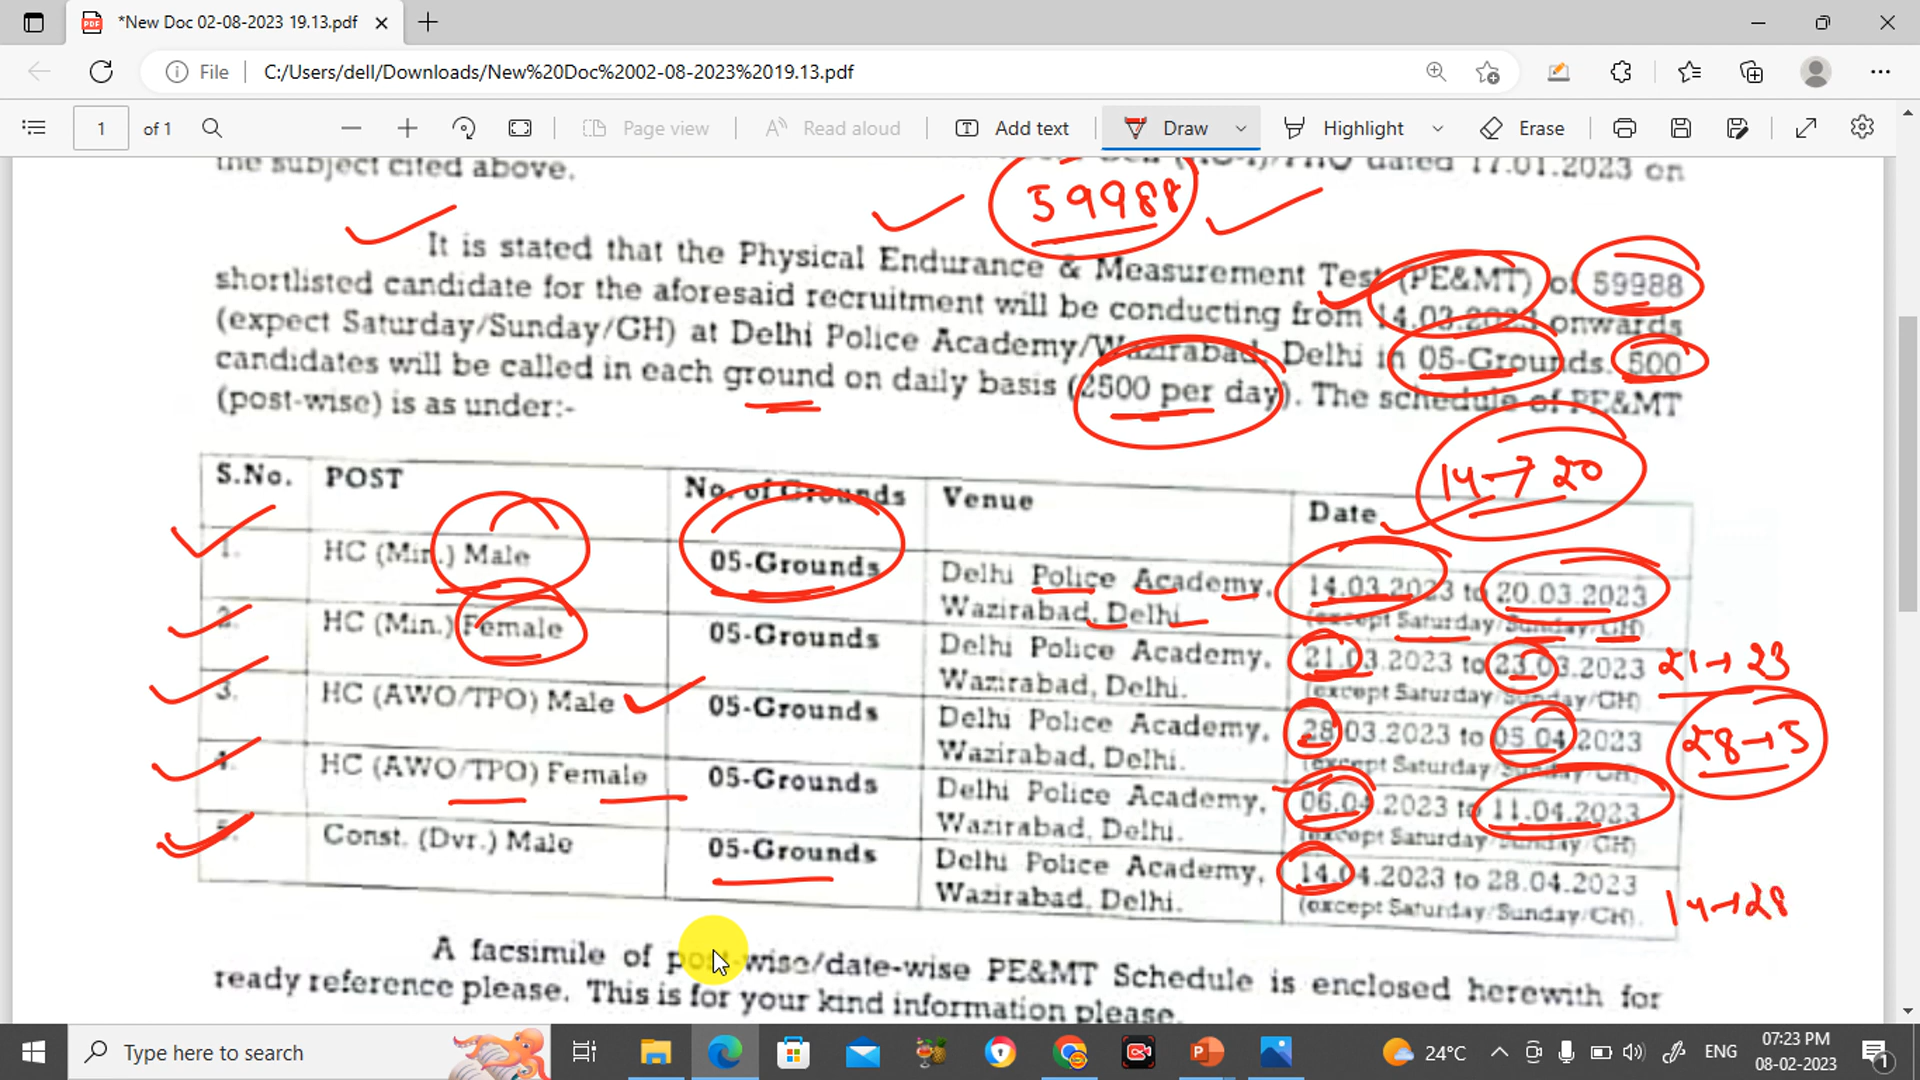 *New Doc 02-08-2023 19.13.pdf
File
C:/Users/dell/Downloads/New%20Doc%2002-08-2023%2019.13.pdf
1 of 1
Page view
Read aloud
Add text
Draw
Highlight
Erase
the subject cited above. dated 17.01.2023 on
59988
It is stated that the Physical Endurance & Measurement Test (PE&MT) of 59988
shortlisted candidate for the aforesaid recruitment will be conducting from 14.03.2023 onwards
(expect Saturday/Sunday/GH) at Delhi Police Academy/Wazirabad, Delhi in 05-Grounds. 500
candidates will be called in each ground on daily basis (2500 per day). The schedule of PE&MT
(post-wise) is as under:-
14→20
S.No. POST No. of Grounds Venue Date
1. HC (Min.) Male 05-Grounds Delhi Police Academy, 14.03.2023 to 20.03.2023
Wazirabad, Delhi. (except Saturday/Sunday/GH)
2. HC (Min.) Female 05-Grounds Delhi Police Academy, 21.03.2023 to 23.03.2023 21→23
Wazirabad, Delhi. (except Saturday/Sunday/GH)
3. HC (AWO/TPO) Male 05-Grounds Delhi Police Academy, 28.03.2023 to 05.04.2023 28→5
Wazirabad, Delhi. (except Saturday/Sunday/GH)
4. HC (AWO/TPO) Female 05-Grounds Delhi Police Academy, 06.04.2023 to 11.04.2023
Wazirabad, Delhi. (except Saturday/Sunday/GH)
5. Const. (Dvr.) Male 05-Grounds Delhi Police Academy, 14.04.2023 to 28.04.2023
Wazirabad, Delhi. (except Saturday/Sunday/GH). 14→28
A facsimile of post-wise/date-wise PE&MT Schedule is enclosed herewith for
ready reference please. This is for your kind information please.
Type here to search
24°C
ENG
07:23 PM
08-02-2023
1